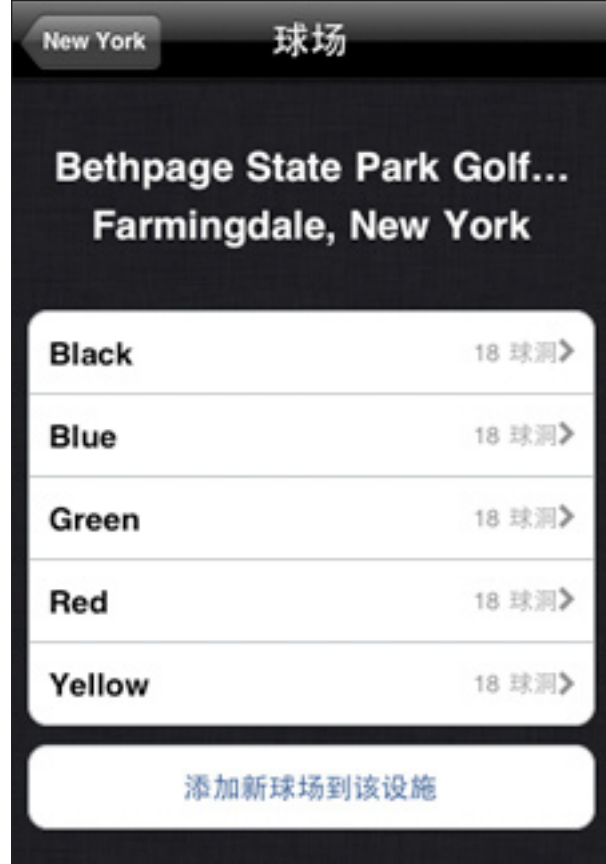 New York
球场
Bethpage State Park Golf...
Farmingdale, New York
Black 18 球洞
Blue 18 球洞
Green 18 球洞
Red 18 球洞
Yellow 18 球洞
添加新球场到该设施